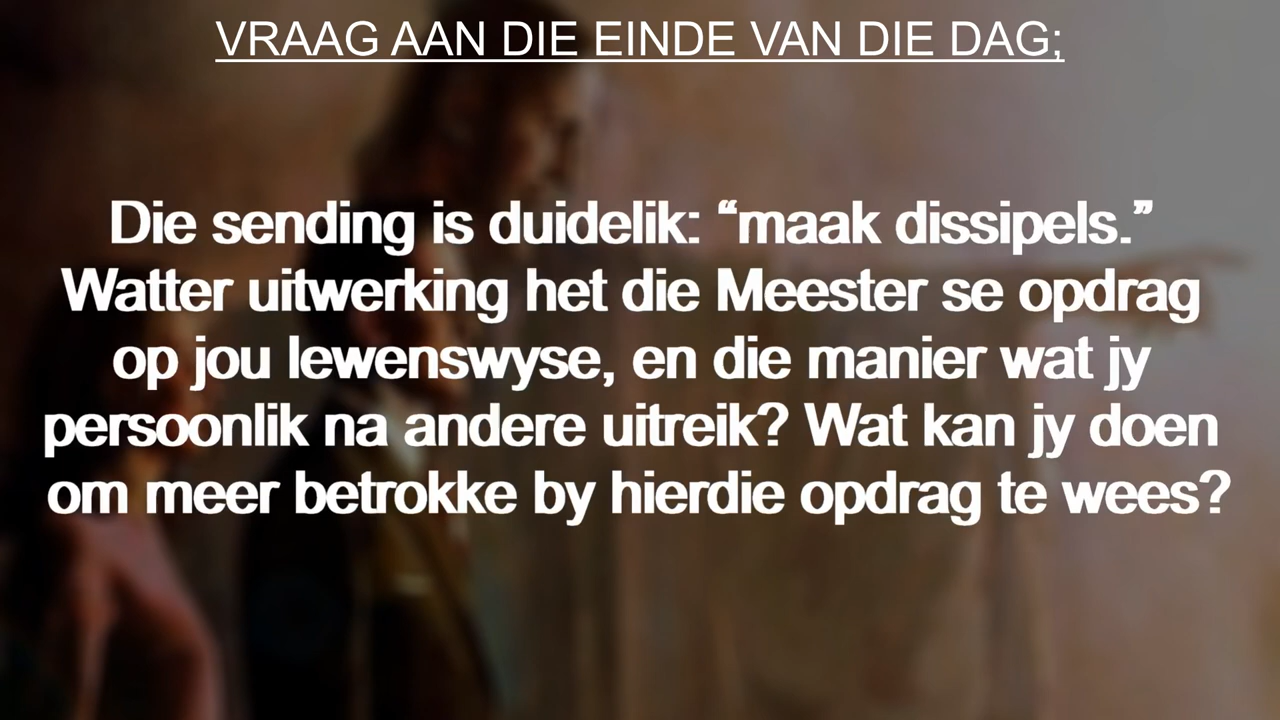 VRAAG AAN DIE EINDE VAN DIE DAG;
Die sending is duidelik: “maak dissipels.”
Watter uitwerking het die Meester se opdrag
op jou lewenswyse, en die manier wat jy
persoonlik na andere uitreik? Wat kan jy doen
om meer betrokke by hierdie opdrag te wees?